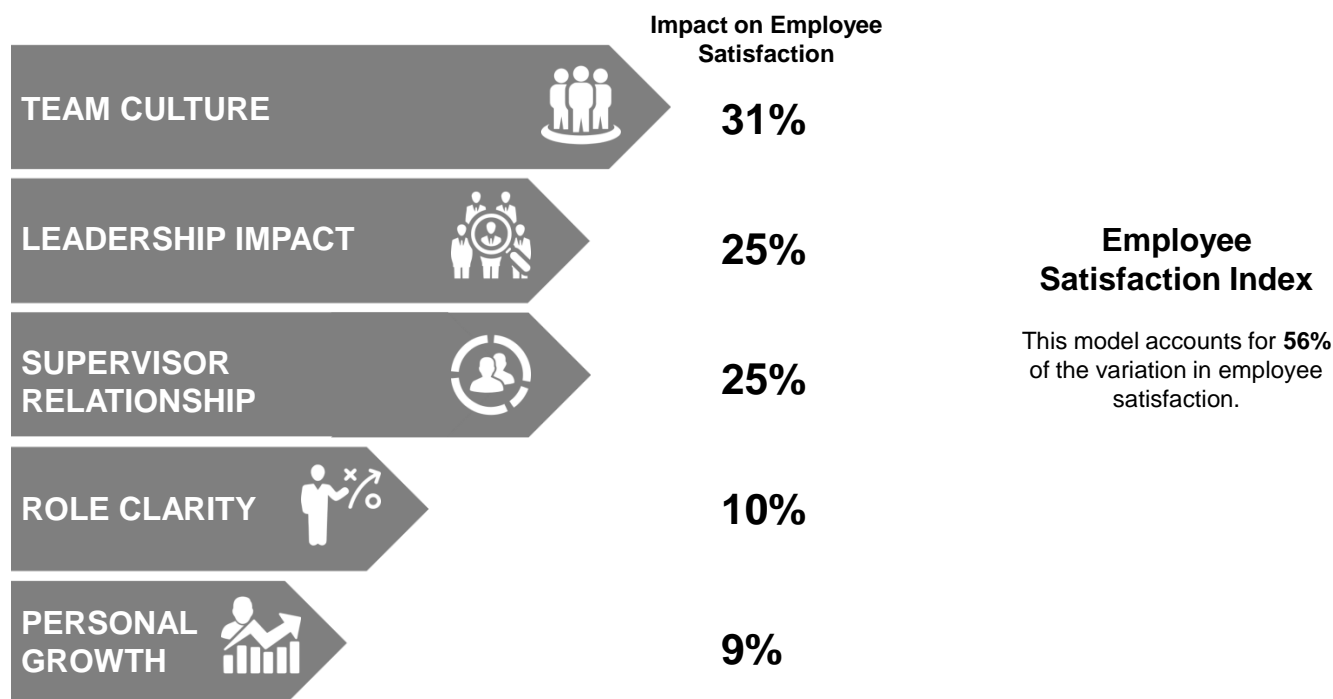 Impact on Employee
Satisfaction
TEAM CULTURE
31%
LEADERSHIP IMPACT
25%
SUPERVISOR
RELATIONSHIP
25%
ROLE CLARITY
10%
PERSONAL
GROWTH
9%
Employee
Satisfaction Index
This model accounts for 56%
of the variation in employee
satisfaction.